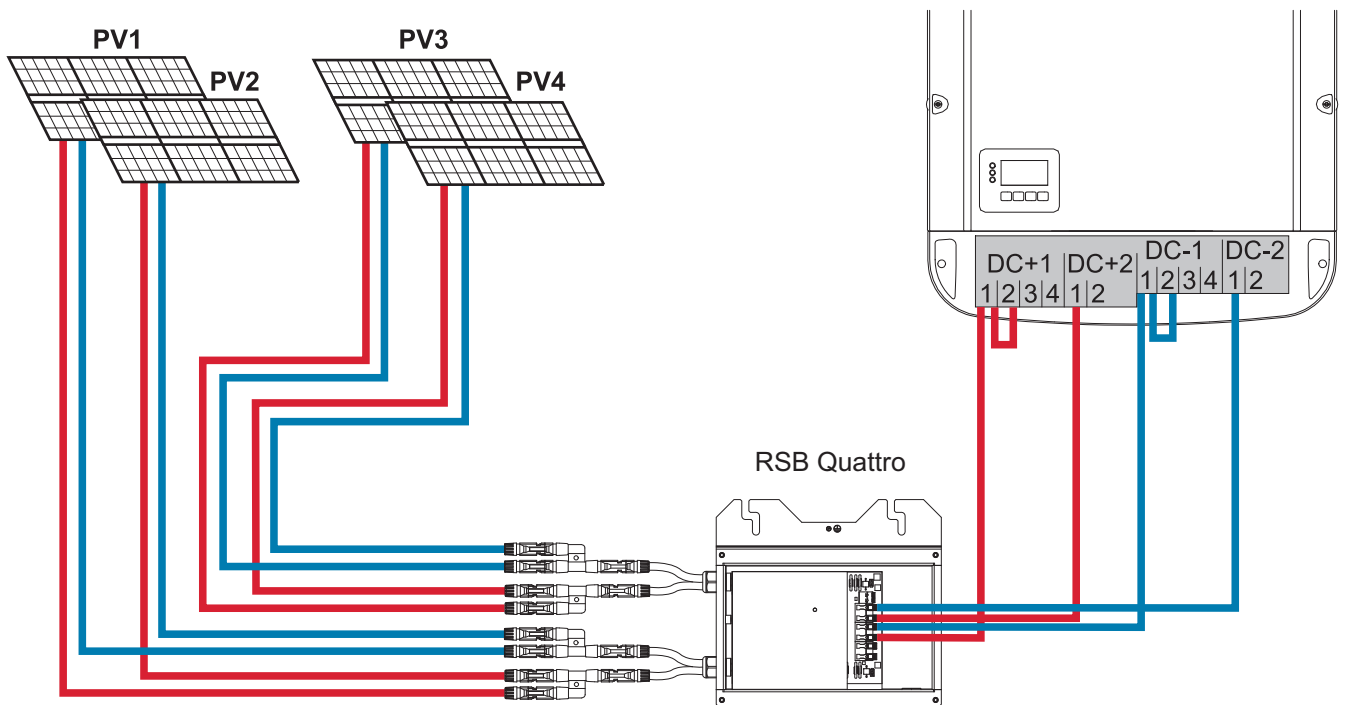 PV1
PV2
PV3
PV4
DC+1 DC+2 DC-1 DC-2
1 2 3 4 1 2 1 2 3 4 1 2
RSB Quattro